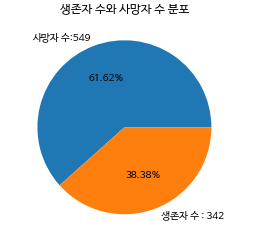 생존자 수와 사망자 수 분포
사망자 수:549
61.62%
38.38%
생존자 수 : 342